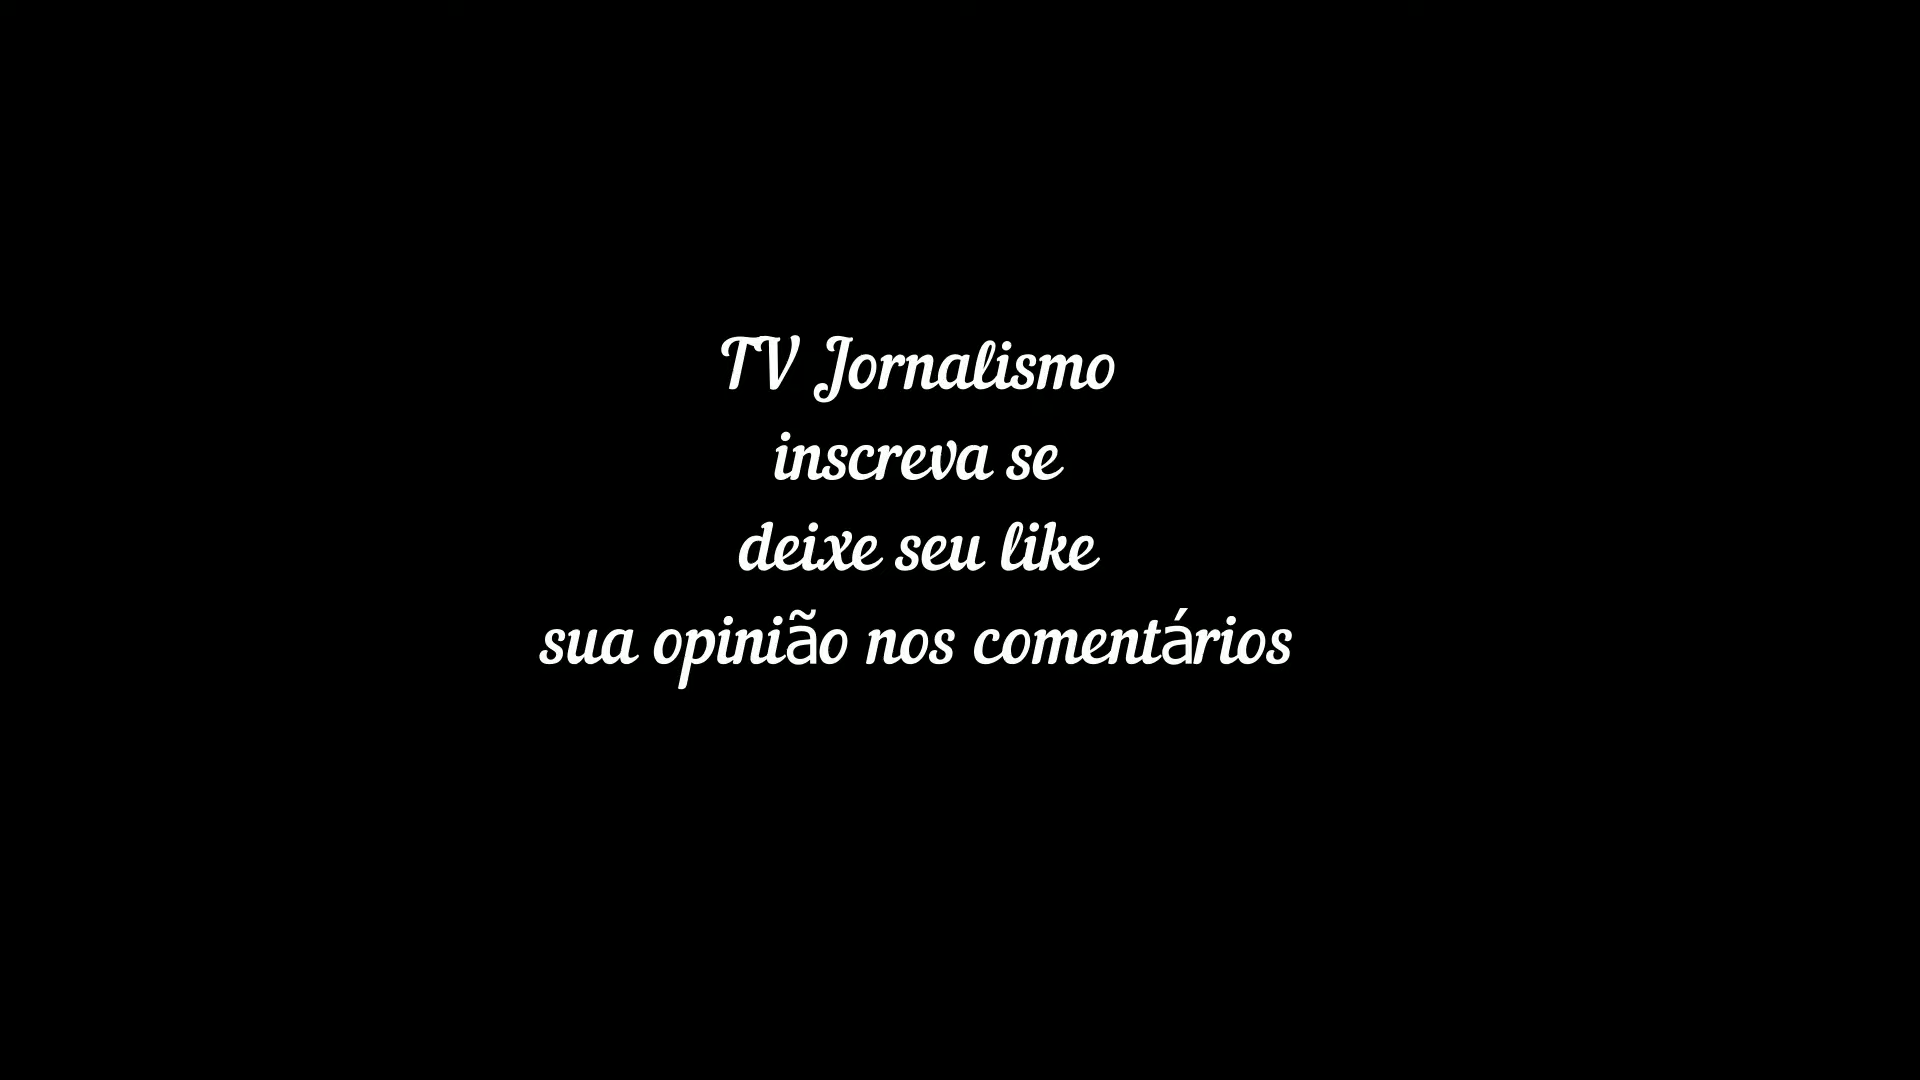 TV Jornalismo
inscreva se
deixe seu like
sua opinião nos comentários